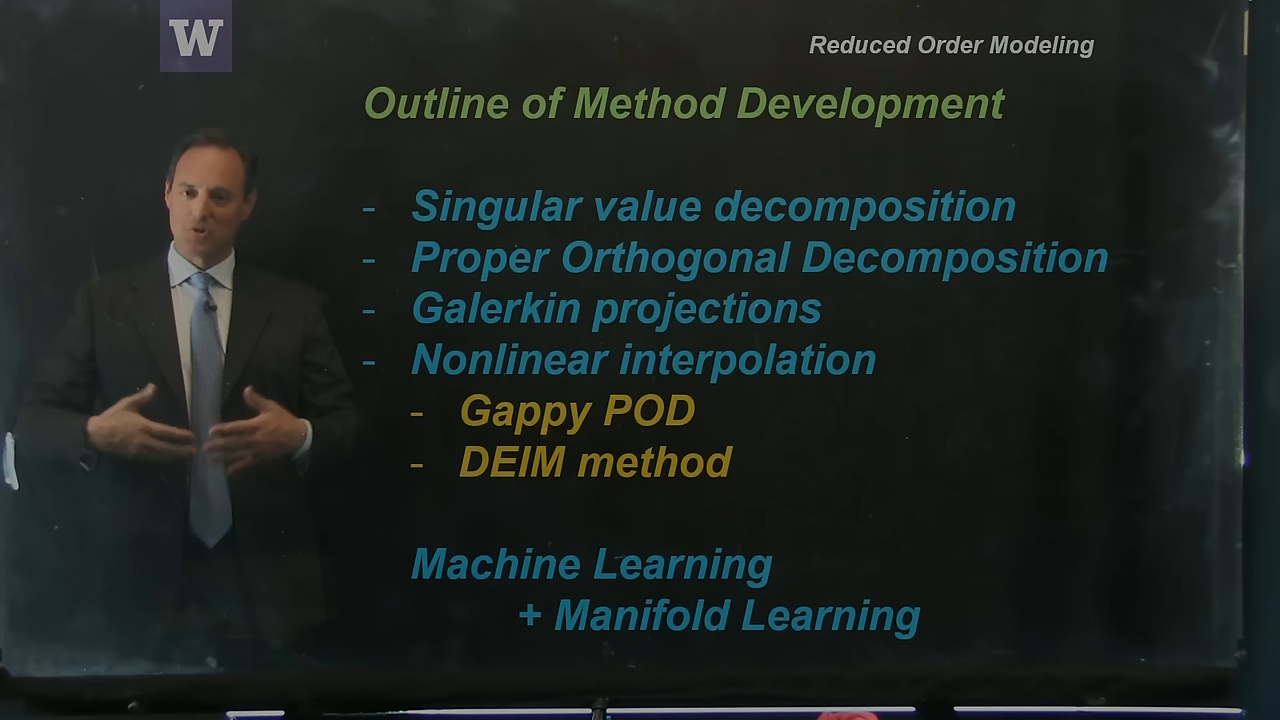 W
Reduced Order Modeling
Outline of Method Development
- Singular value decomposition
- Proper Orthogonal Decomposition
- Galerkin projections
- Nonlinear interpolation
- Gappy POD
- DEIM method
Machine Learning
+ Manifold Learning